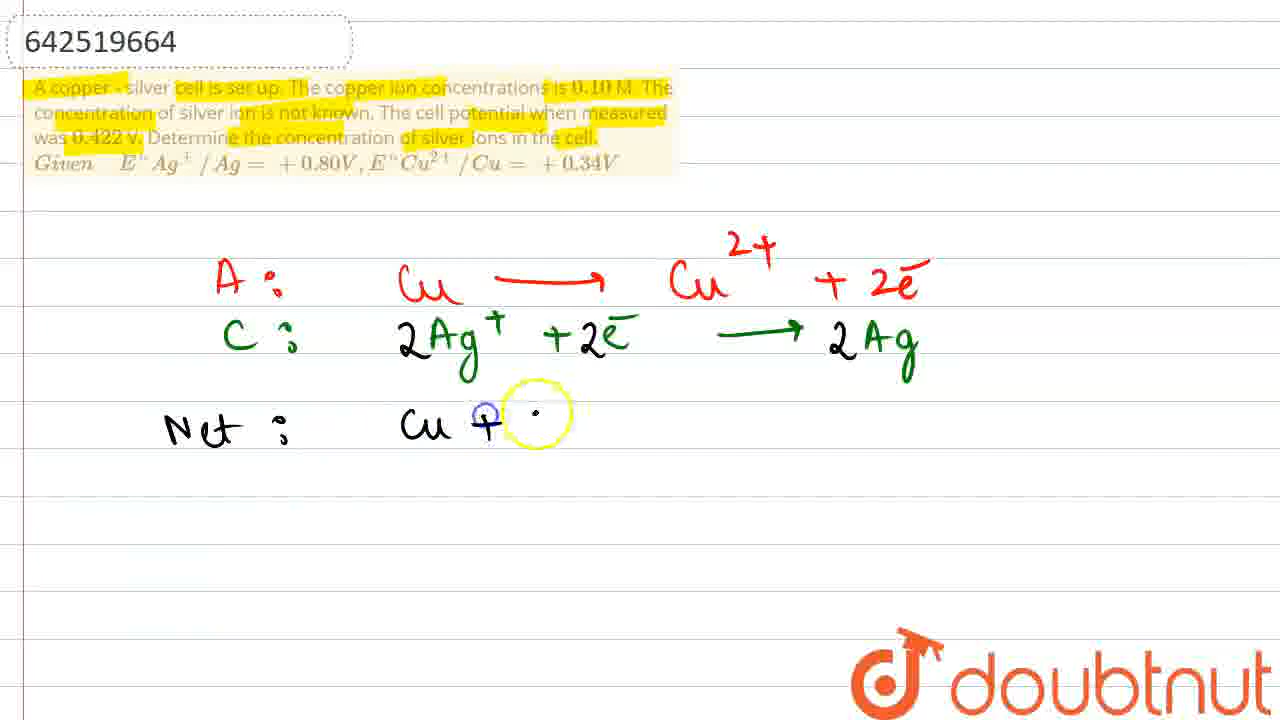 642519664
A copper - silver cell is set up. The copper ion concentrations is 0.10 M. The
concentration of silver ion is not known. The cell potential when measured
was 0.422 V. Determine the concentration of silver ions in the cell.
Given E° Ag⁺ / Ag = +0.80V, E° Cu²⁺ / Cu = +0.34V
A : Cu ⟶ Cu²⁺ + 2e⁻
C : 2Ag⁺ + 2e⁻ ⟶ 2Ag
Net : Cu +
doubtnut